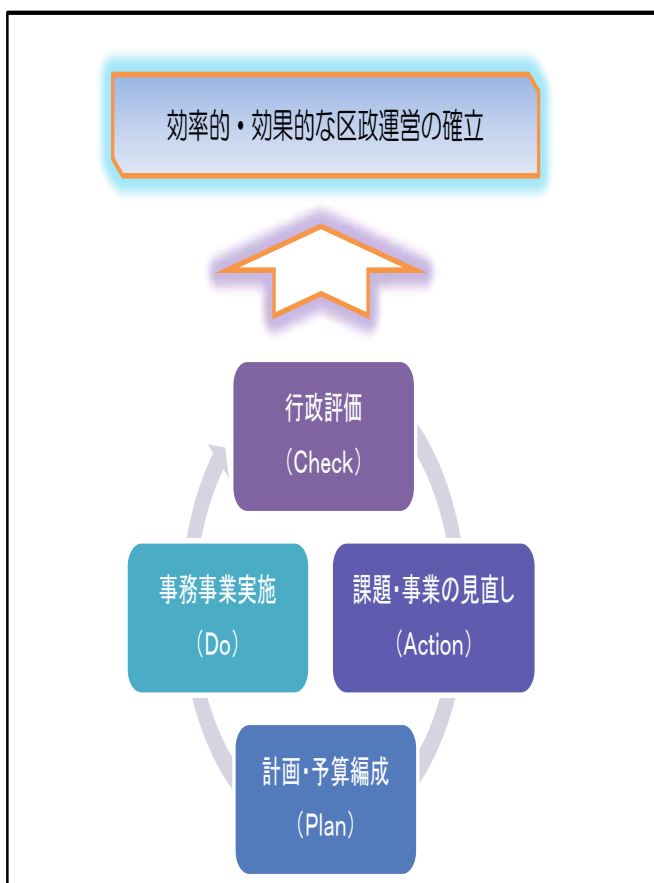 効率的・効果的な区政運営の確立
行政評価
（Check）
事務事業実施
（Do）
課題・事業の見直し
（Action）
計画・予算編成
（Plan）